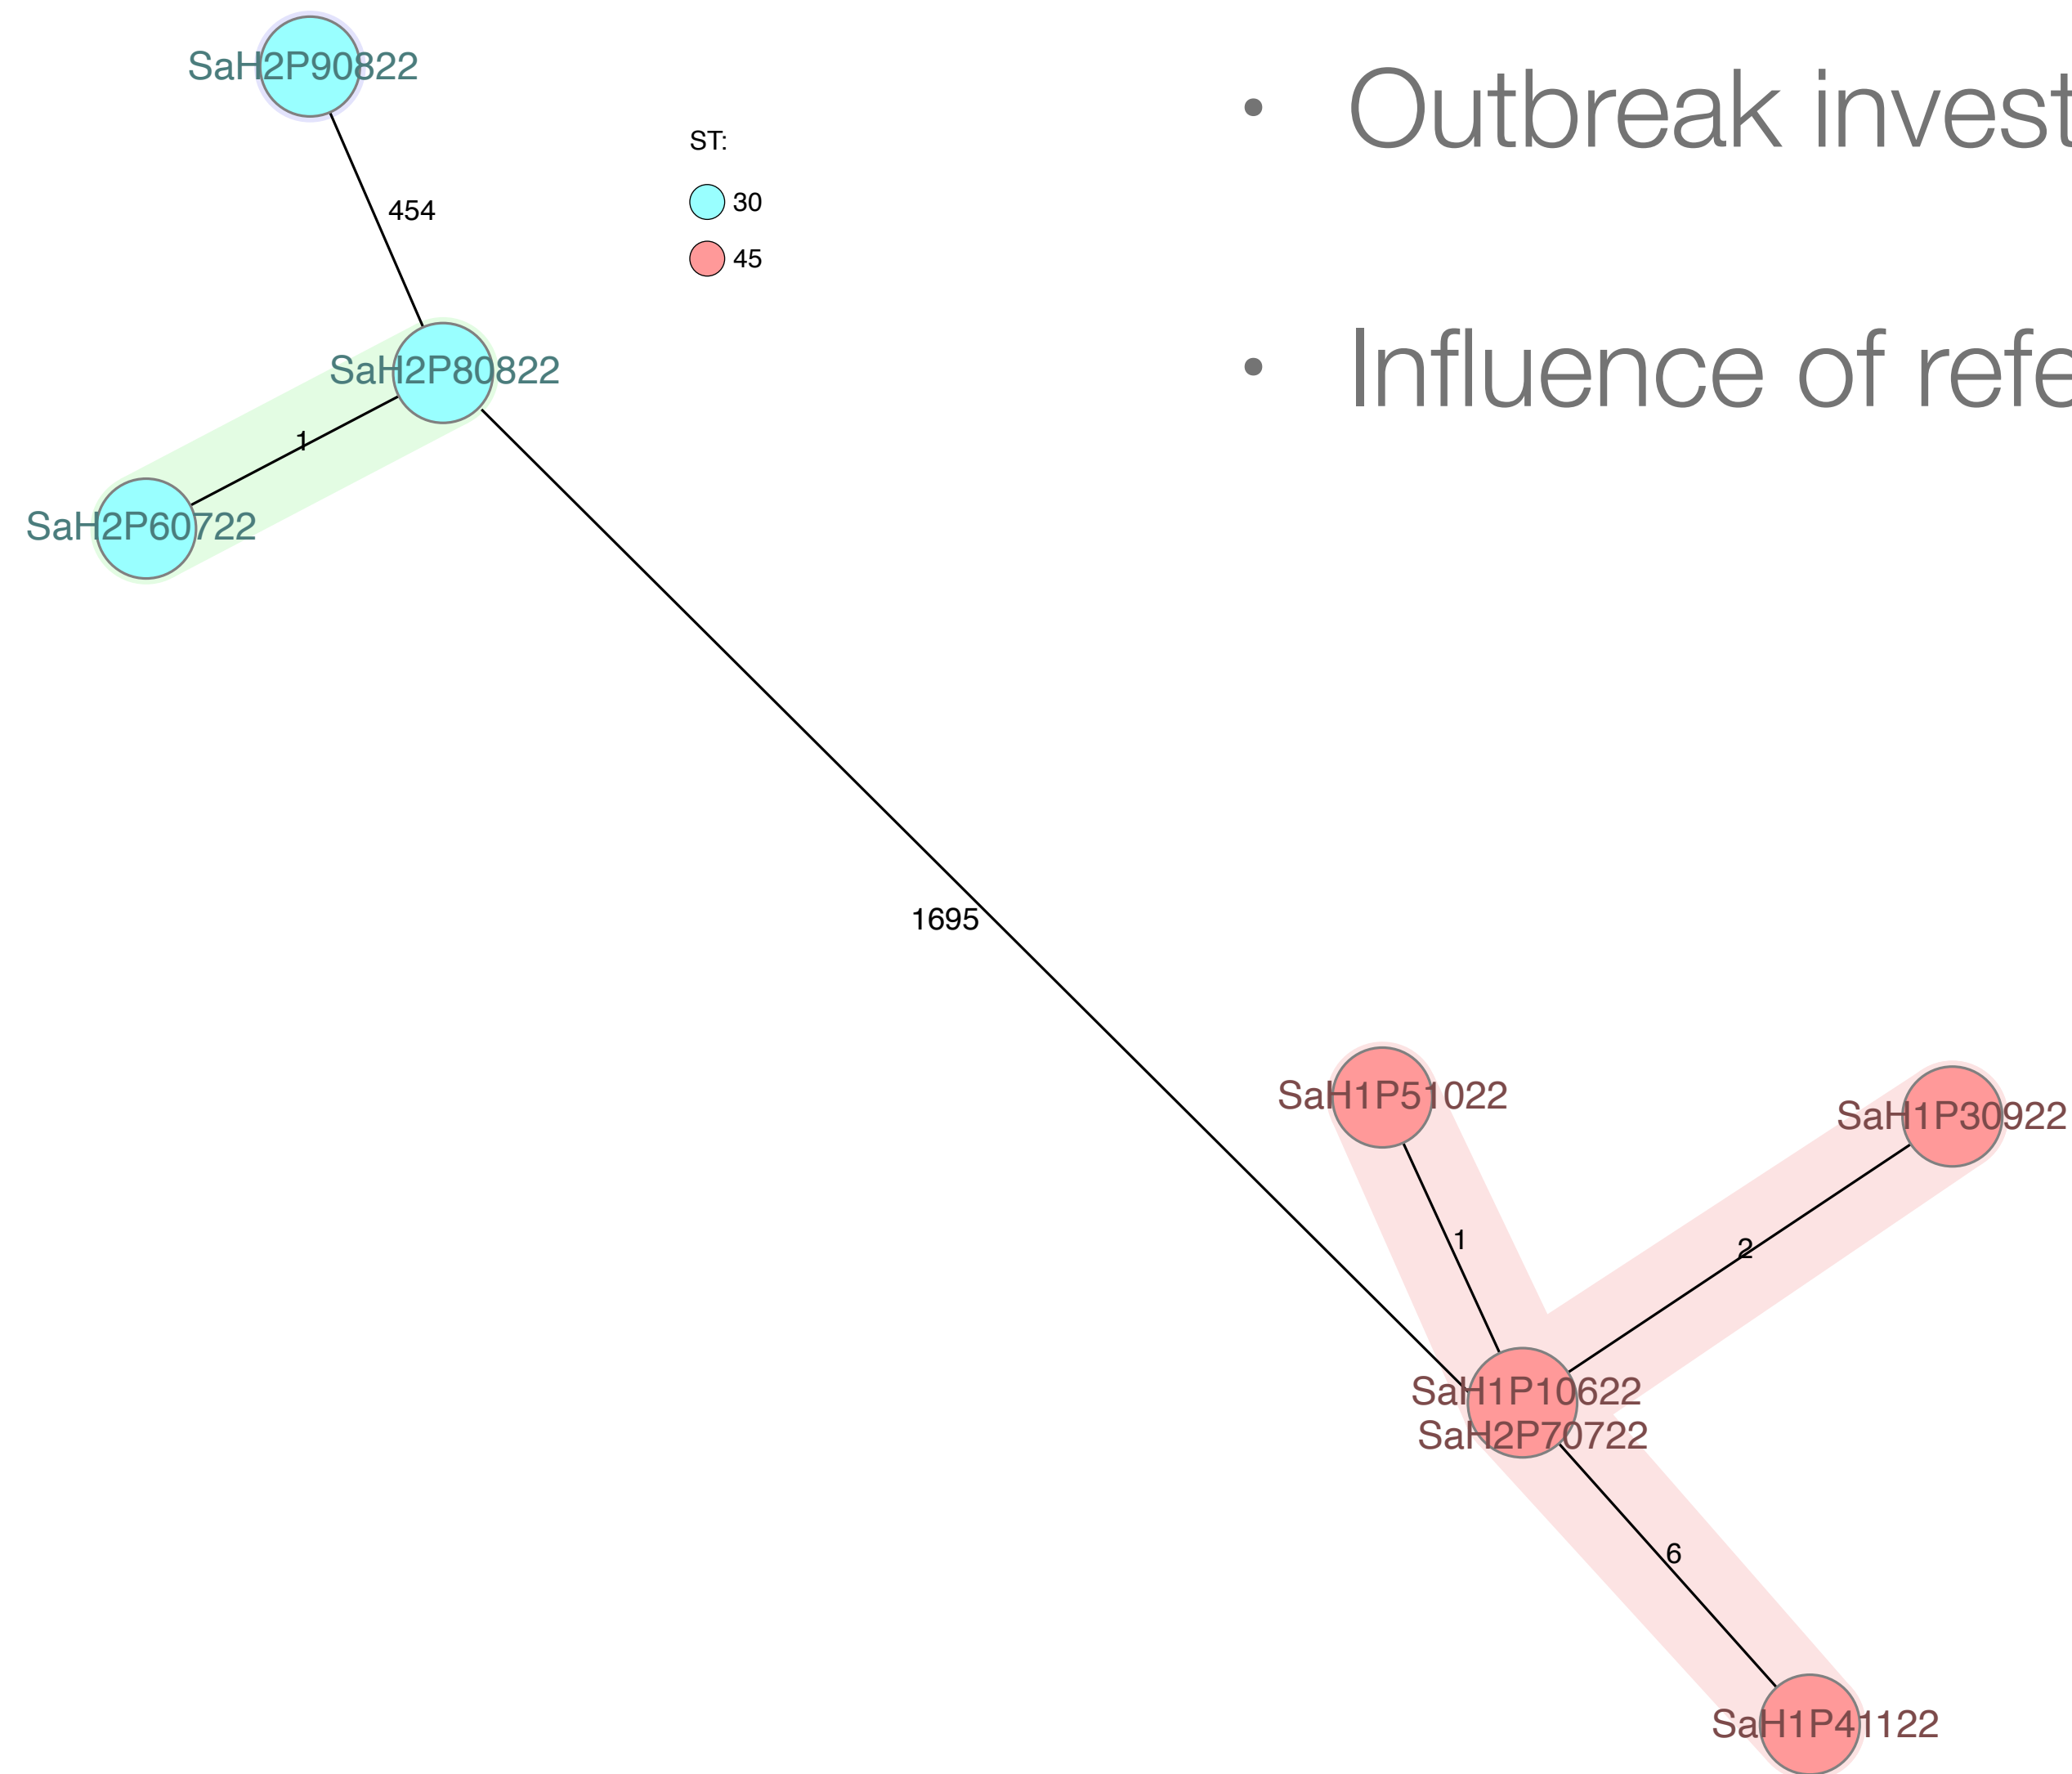 SaH2P90822
ST:
30
45
454
SaH2P80822
1
SaH2P60722
1695
• Outbreak invest
• Influence of refe
SaH1P51022
SaH1P30922
1
2
SaH1P10622
SaH2P70722
6
SaH1P41122